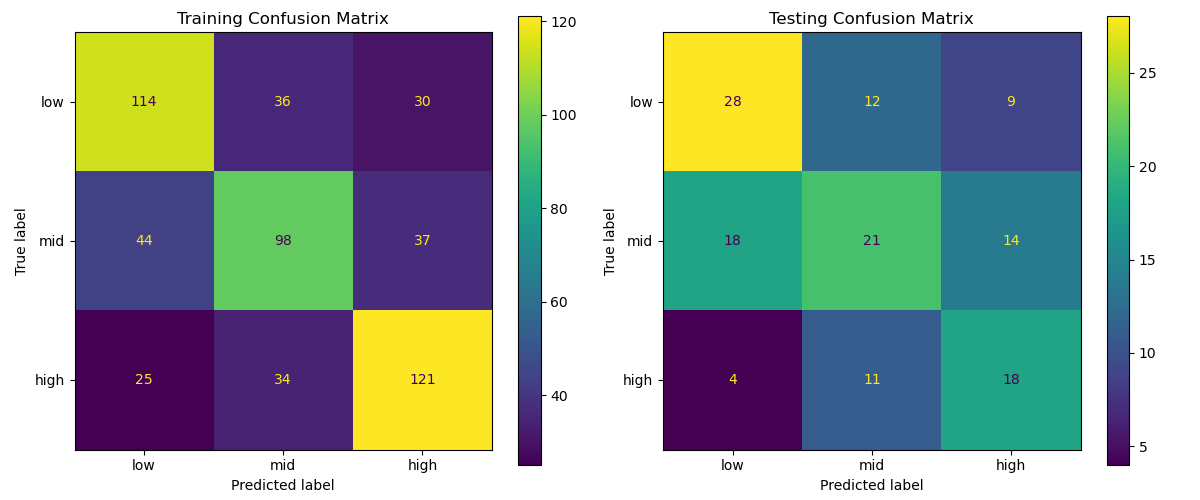 Training Confusion Matrix
low 114 36 30
mid 44 98 37
high 25 34 121
low mid high
Predicted label
True label
120
100
80
60
40
Testing Confusion Matrix
low 28 12 9
mid 18 21 14
high 4 11 18
low mid high
Predicted label
True label
25
20
15
10
5